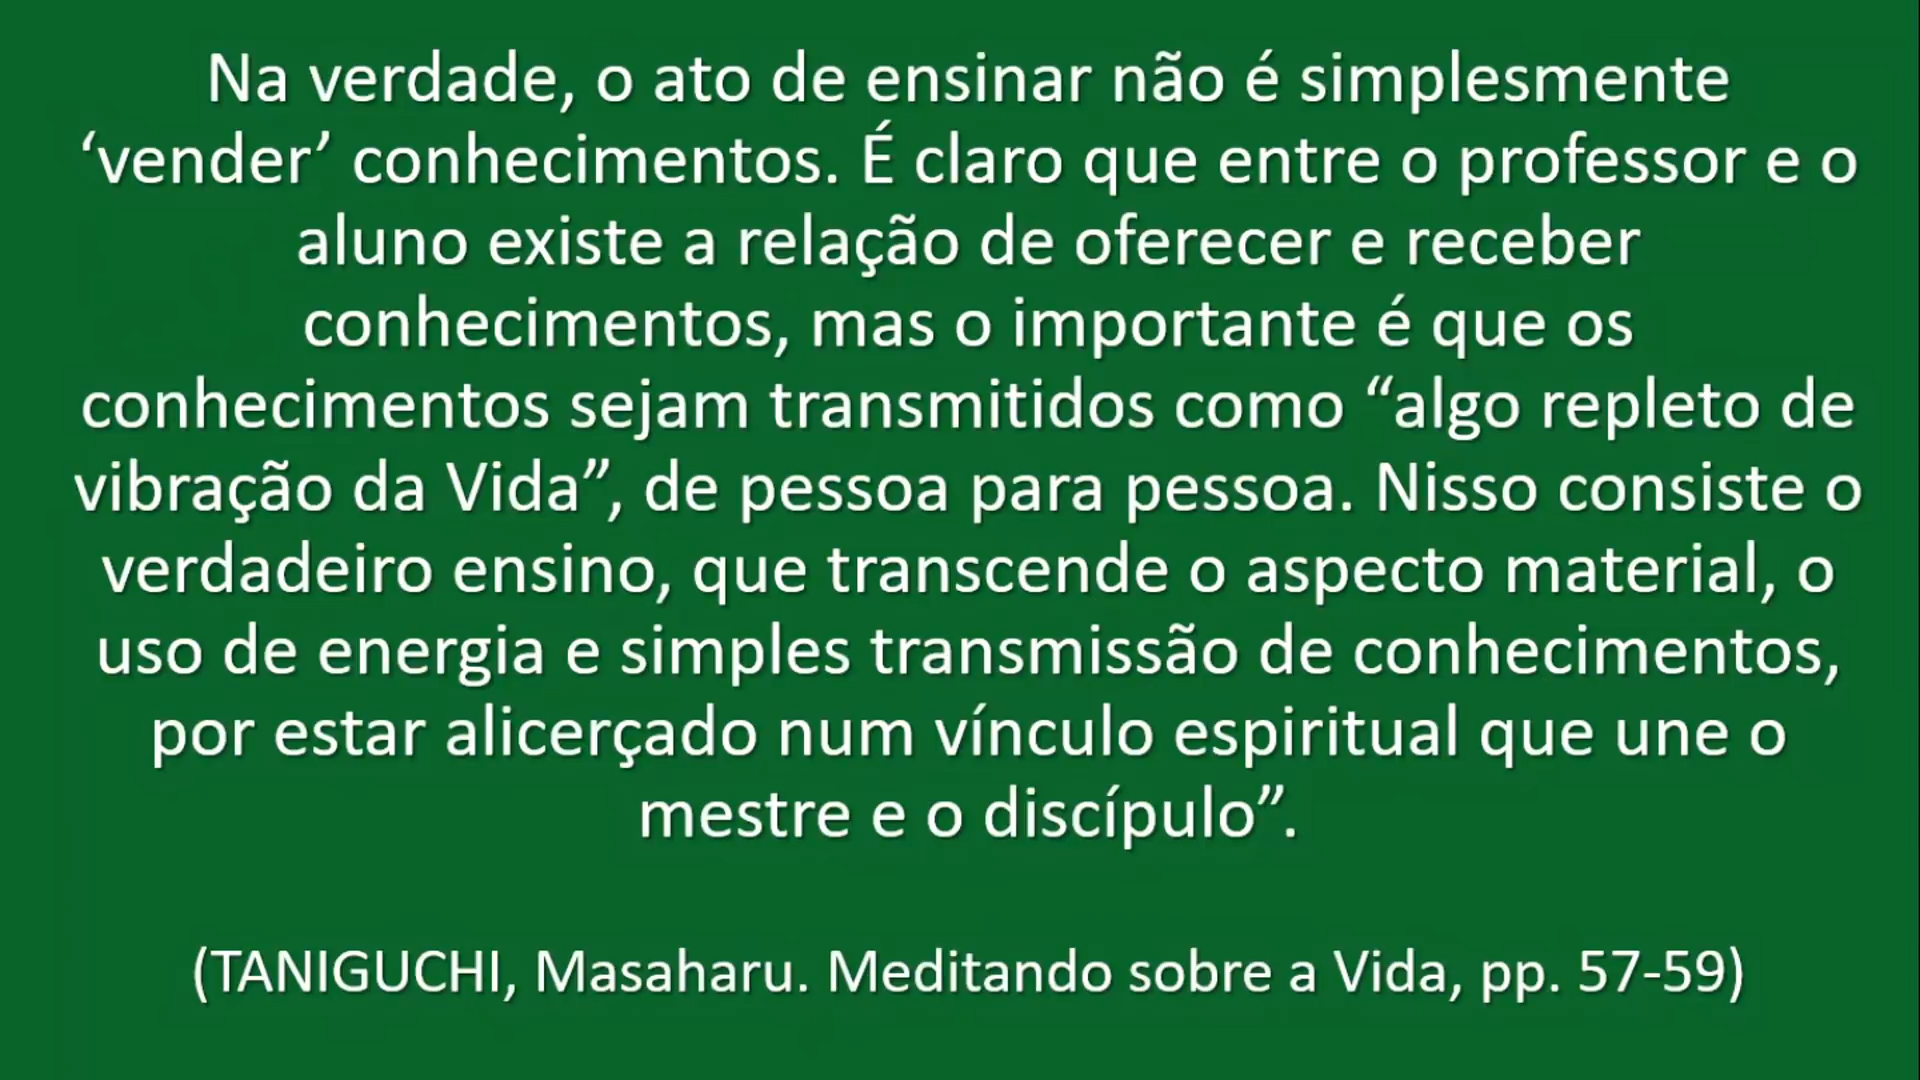 Na verdade, o ato de ensinar não é simplesmente
‘vender’ conhecimentos. É claro que entre o professor e o
aluno existe a relação de oferecer e receber
conhecimentos, mas o importante é que os
conhecimentos sejam transmitidos como “algo repleto de
vibração da Vida”, de pessoa para pessoa. Nisso consiste o
verdadeiro ensino, que transcende o aspecto material, o
uso de energia e simples transmissão de conhecimentos,
por estar alicerçado num vínculo espiritual que une o
mestre e o discípulo”.
(TANIGUCHI, Masaharu. Meditando sobre a Vida, pp. 57-59)